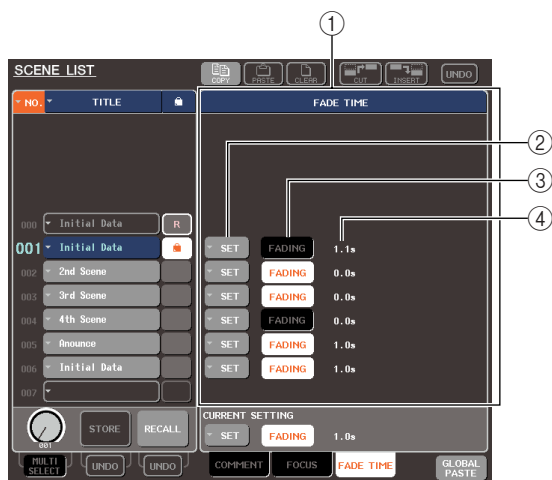 ①
SCENE LIST
COPY PASTE CLEAR CUT INSERT UNDO
NO. TITLE
FADE TIME
②
③
④
000 Initial Data R
001 Initial Data SET FADING 1.1s
002 2nd Scene SET FADING 0.0s
003 3rd Scene SET FADING 0.0s
004 4th Scene SET FADING 0.0s
005 Anounce SET FADING 1.0s
006 Initial Data SET FADING 1.0s
007
CURRENT SETTING
001 STORE RECALL SET FADING 1.0s
MULTI SELECT UNDO UNDO COMMENT FOCUS FADE TIME GLOBAL PASTE